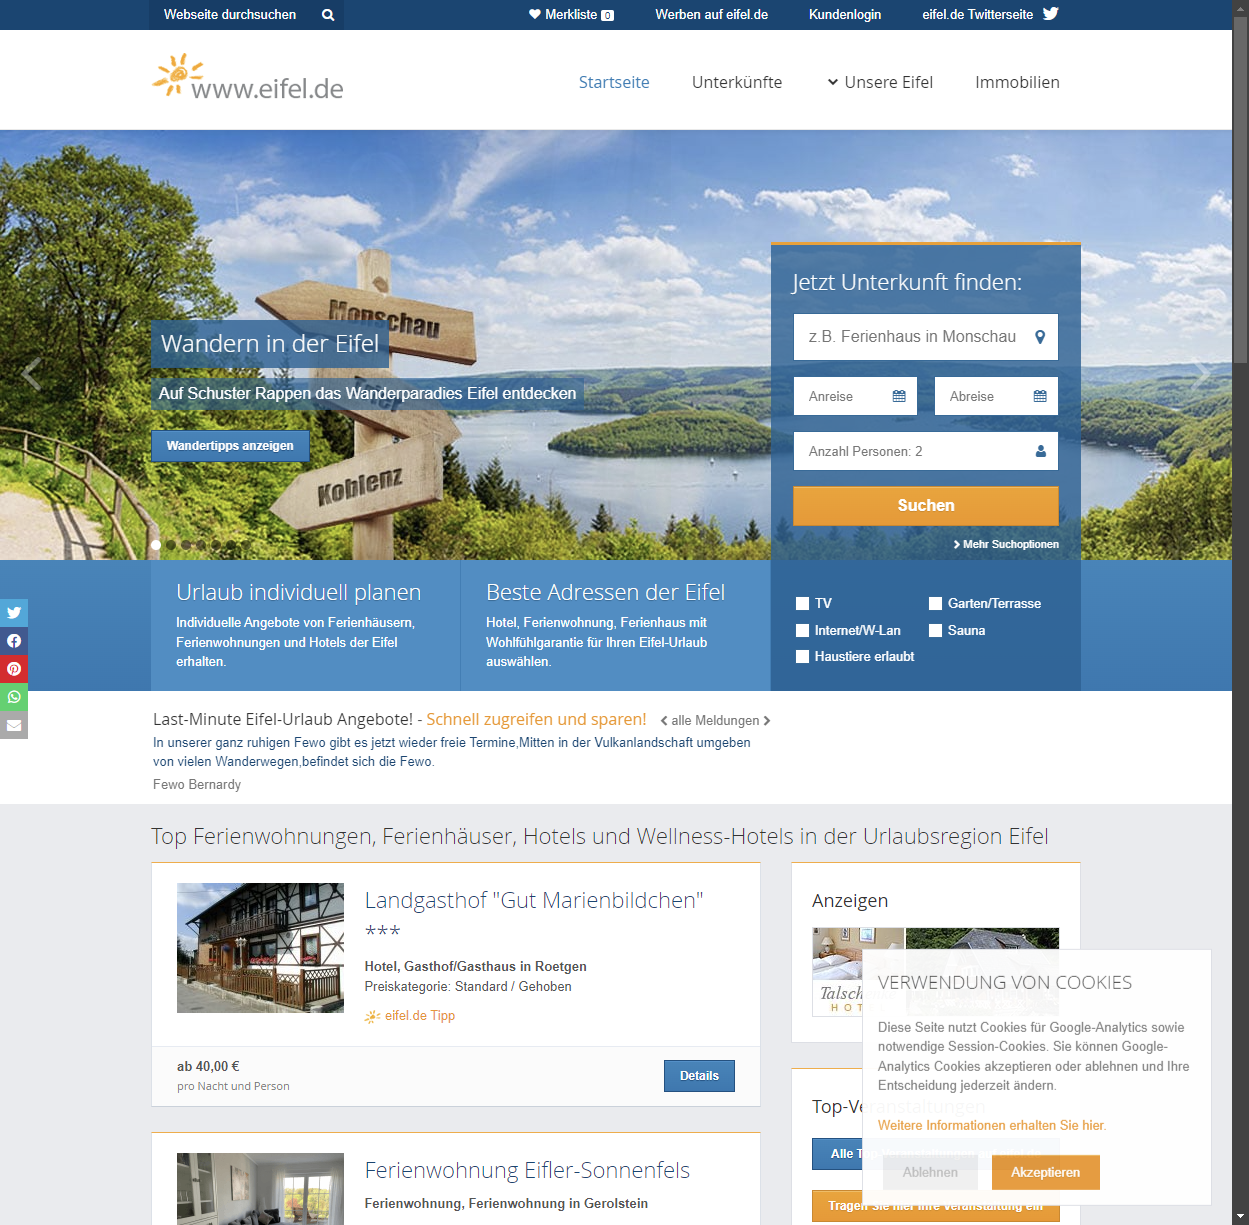 Webseite durchsuchen
Merkliste 0
Werben auf eifel.de
Kundenlogin
eifel.de Twitterseite
www.eifel.de
Startseite
Unterkünfte
Unsere Eifel
Immobilien
Monschau
Koblenz
Wandern in der Eifel
Auf Schuster Rappen das Wanderparadies Eifel entdecken
Wandertipps anzeigen
Jetzt Unterkunft finden:
z.B. Ferienhaus in Monschau
Anreise
Abreise
Anzahl Personen: 2
Suchen
Mehr Suchoptionen
TV
Garten/Terrasse
Internet/W-Lan
Sauna
Haustiere erlaubt
Urlaub individuell planen
Individuelle Angebote von Ferienhäusern,
Ferienwohnungen und Hotels der Eifel
erhalten.
Beste Adressen der Eifel
Hotel, Ferienwohnung, Ferienhaus mit
Wohlfühlgarantie für Ihren Eifel-Urlaub
auswählen.
Last-Minute Eifel-Urlaub Angebote! - Schnell zugreifen und sparen!
alle Meldungen
In unserer ganz ruhigen Fewo gibt es jetzt wieder freie Termine,Mitten in der Vulkanlandschaft umgeben
von vielen Wanderwegen,befindet sich die Fewo.
Fewo Bernardy
Top Ferienwohnungen, Ferienhäuser, Hotels und Wellness-Hotels in der Urlaubsregion Eifel
Landgasthof "Gut Marienbildchen"
***
Hotel, Gasthof/Gasthaus in Roetgen
Preiskategorie: Standard / Gehoben
eifel.de Tipp
ab 40,00 €
pro Nacht und Person
Details
Ferienwohnung Eifler-Sonnenfels
Ferienwohnung, Ferienwohnung in Gerolstein
Anzeigen
Top-Veranstaltungen
Alle
Tragen Sie hier Ihre Veranstaltung ein
VERWENDUNG VON COOKIES
Diese Seite nutzt Cookies für Google-Analytics sowie
notwendige Session-Cookies. Sie können Google-
Analytics Cookies akzeptieren oder ablehnen und Ihre
Entscheidung jederzeit ändern.
Weitere Informationen erhalten Sie hier.
Ablehnen
Akzeptieren